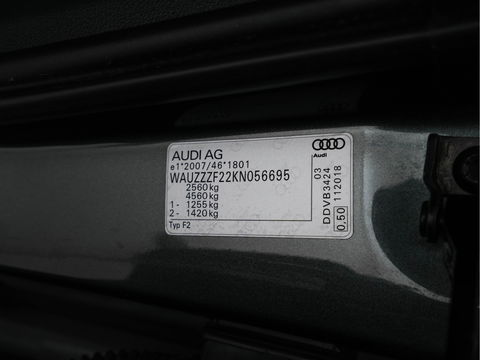 AUDI AG
e1*2007/46*1801
WAUZZZF22KN056695
2560 kg
4560 kg
1- 1255 kg
2- 1420 kg
Typ F2
Audi
03
DDVB3424
112018
0,50